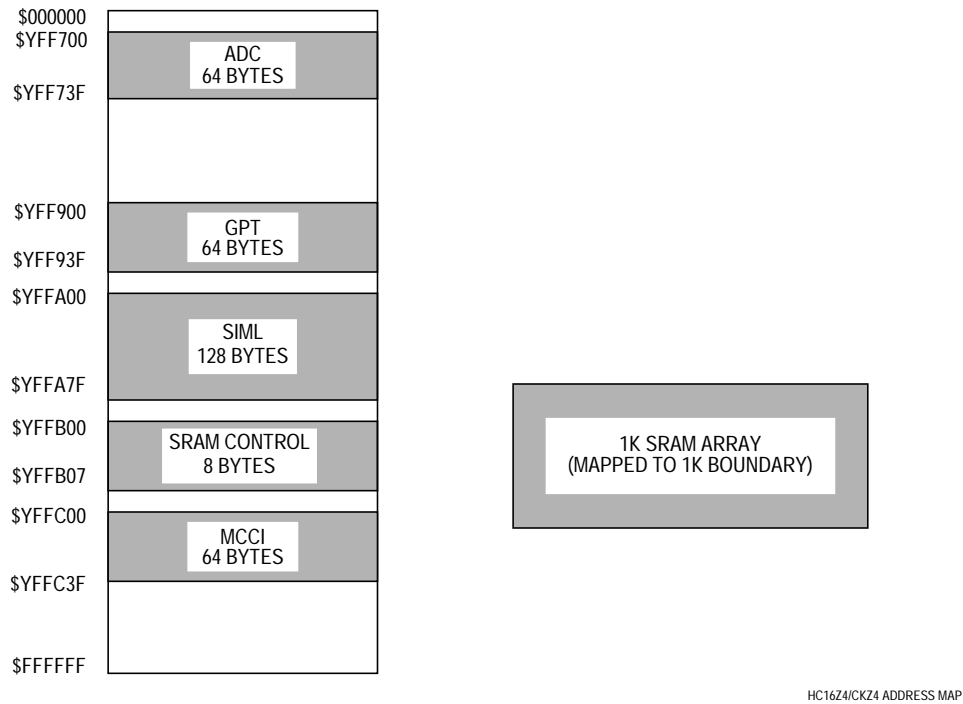 $000000
$YFF700
ADC
64 BYTES
$YFF73F
$YFF900
GPT
64 BYTES
$YFF93F
$YFFA00
SIML
128 BYTES
$YFFA7F
$YFFB00
SRAM CONTROL
8 BYTES
$YFFB07
$YFFC00
MCCI
64 BYTES
$YFFC3F
$FFFFFF
1K SRAM ARRAY
(MAPPED TO 1K BOUNDARY)
HC16Z4/CKZ4 ADDRESS MAP